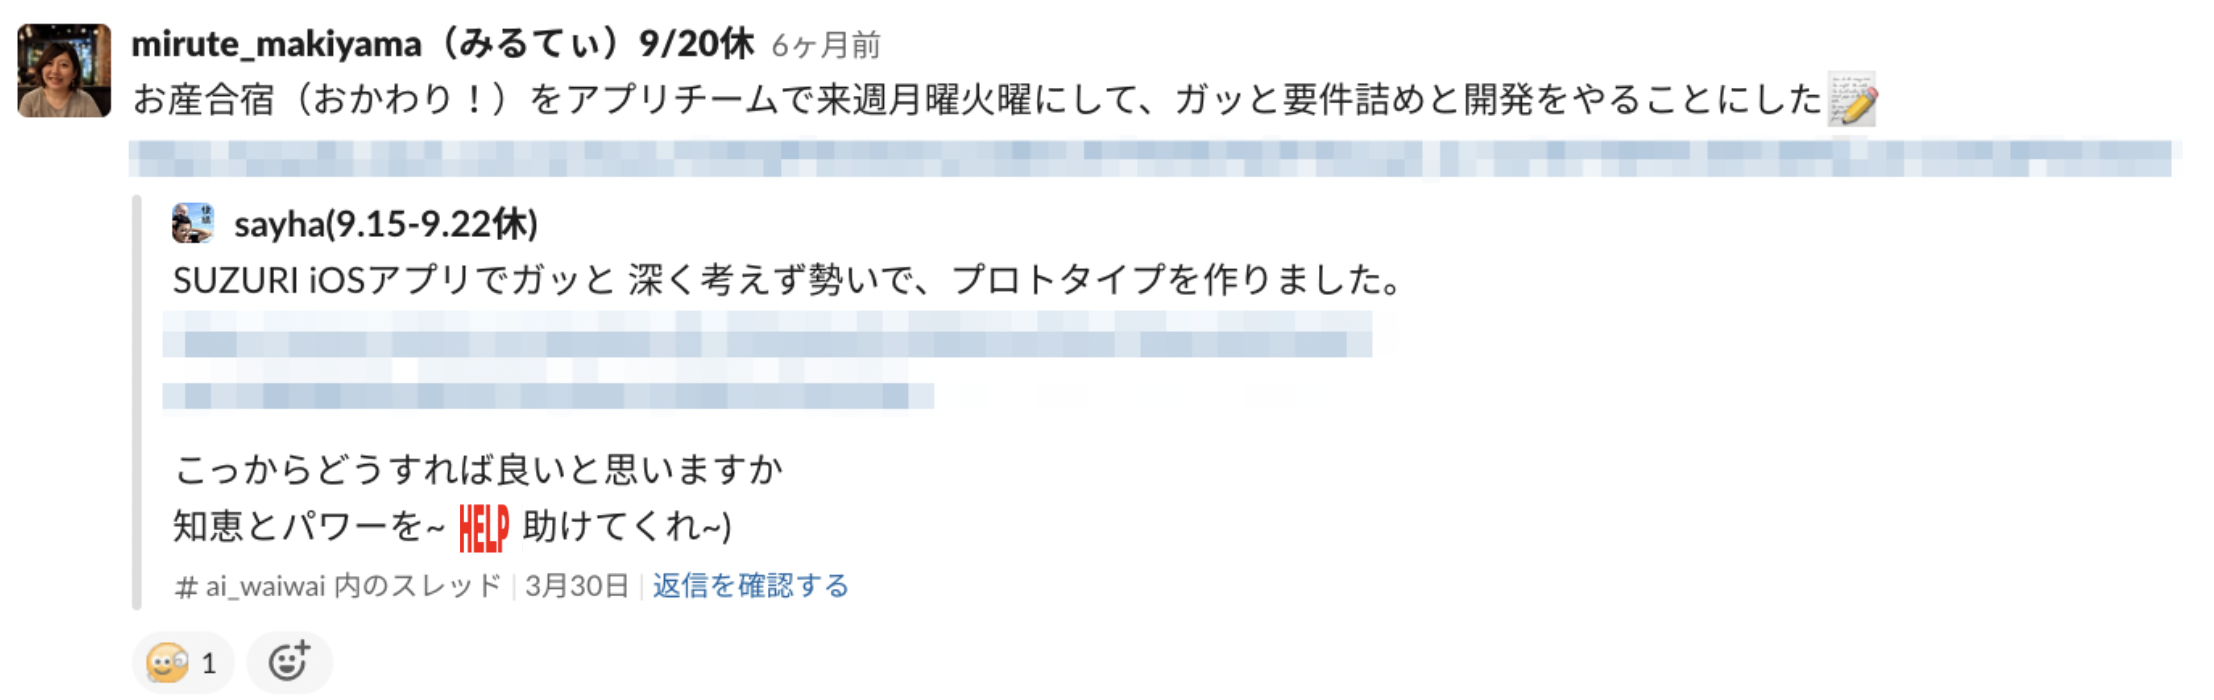 mirute_makiyama（みるてぃ）9/20休 6ヶ月前
お産合宿（おかわり！）をアプリチームで来週月曜火曜にして、ガッと要件詰めと開発をやることにした
sayha(9.15-9.22休)
SUZURI iOSアプリでガッと 深く考えず勢いで、プロトタイプを作りました。
こっからどうすれば良いと思いますか
知恵とパワーを~ HELP 助けてくれ~)
# ai_waiwai 内のスレッド | 3月30日 | 返信を確認する
1